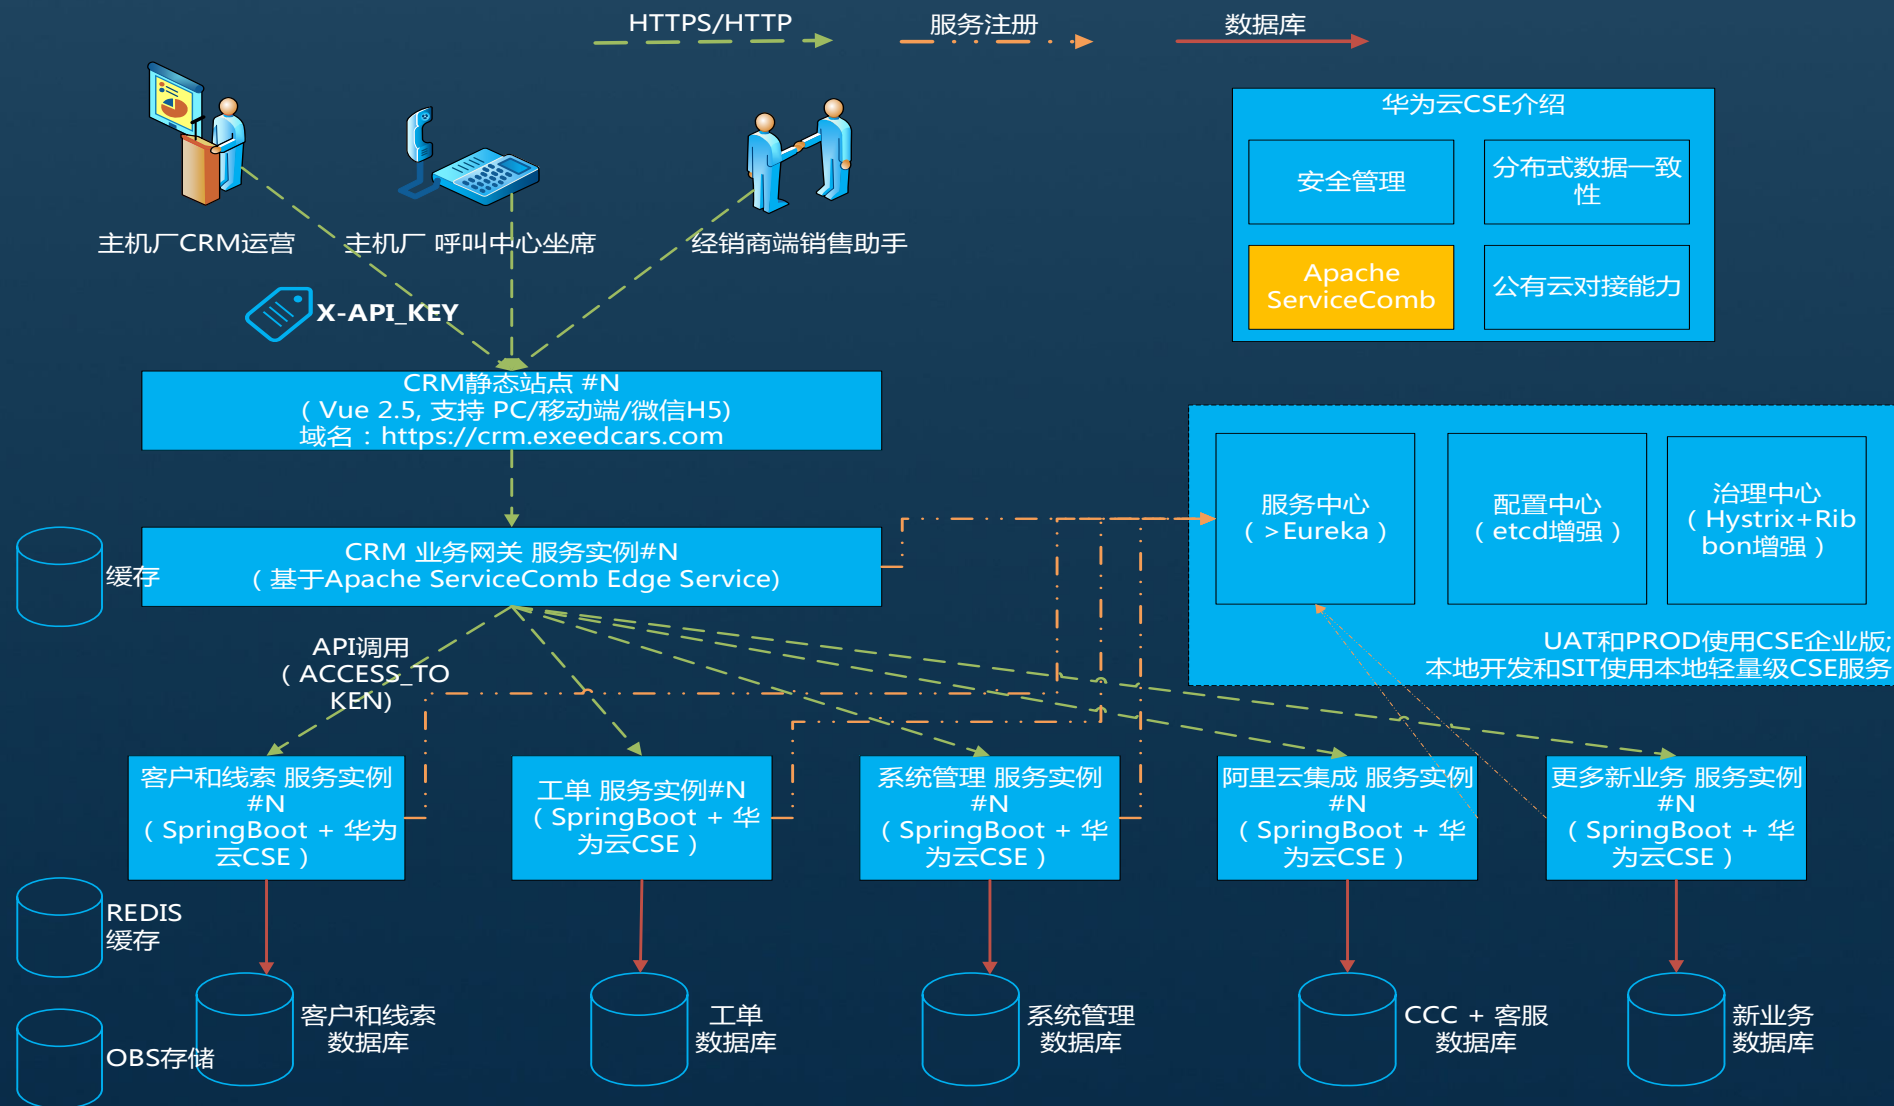 HTTPS/HTTP
服务注册
数据库
华为云CSE介绍
安全管理
分布式数据一致
性
Apache
ServiceComb
公有云对接能力
主机厂CRM运营
主机厂 呼叫中心坐席
经销商端销售助手
X-API_KEY
CRM静态站点 #N
（Vue 2.5, 支持 PC/移动端/微信H5)
域名：https://crm.exeedcars.com
服务中心
（>Eureka）
配置中心
（etcd增强）
治理中心
（Hystrix+Rib
bon增强）
UAT和PROD使用CSE企业版;
本地开发和SIT使用本地轻量级CSE服务
缓存
CRM 业务网关 服务实例#N
（基于Apache ServiceComb Edge Service)
API调用
（ACCESS_TO
KEN)
客户和线索 服务实例
#N
（SpringBoot + 华为
云CSE）
工单 服务实例#N
（SpringBoot + 华
为云CSE）
系统管理 服务实例
#N
（SpringBoot + 华
为云CSE）
阿里云集成 服务实例
#N
（SpringBoot + 华
为云CSE）
更多新业务 服务实例
#N
（SpringBoot + 华
为云CSE）
REDIS
缓存
OBS存储
客户和线索
数据库
工单
数据库
系统管理
数据库
CCC + 客服
数据库
新业务
数据库